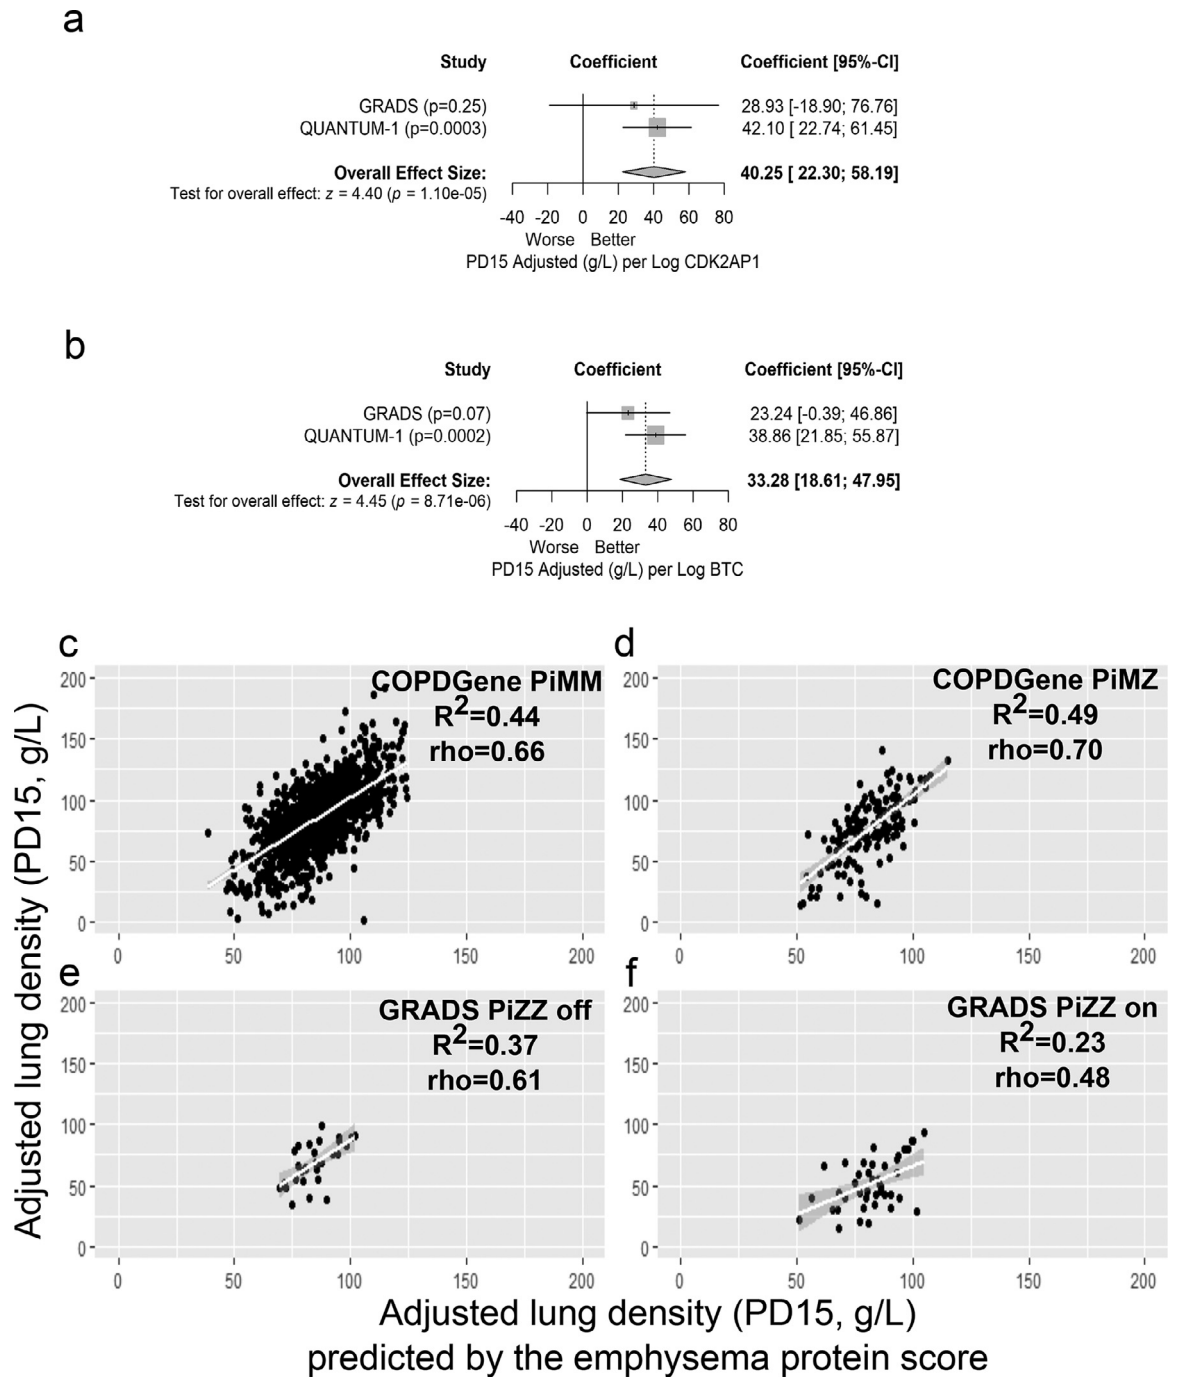 a
Study Coefficient Coefficient [95%-CI]
GRADS (p=0.25) 28.93 [-18.90; 76.76]
QUANTUM-1 (p=0.0003) 42.10 [ 22.74; 61.45]
Overall Effect Size: 40.25 [ 22.30; 58.19]
Test for overall effect: z = 4.40 (p = 1.10e-05)
-40 -20 0 20 40 60 80
Worse Better
PD15 Adjusted (g/L) per Log CDK2AP1
b
Study Coefficient Coefficient [95%-CI]
GRADS (p=0.07) 23.24 [-0.39; 46.86]
QUANTUM-1 (p=0.0002) 38.86 [21.85; 55.87]
Overall Effect Size: 33.28 [18.61; 47.95]
Test for overall effect: z = 4.45 (p = 8.71e-06)
-40 -20 0 20 40 60 80
Worse Better
PD15 Adjusted (g/L) per Log BTC
Adjusted lung density (PD15, g/L)
c
COPDGene PiMM
R²=0.44
rho=0.66
200
150
100
50
0
0 50 100 150 200
d
COPDGene PiMZ
R²=0.49
rho=0.70
200
150
100
50
0
0 50 100 150 200
e
GRADS PiZZ off
R²=0.37
rho=0.61
200
150
100
50
0
0 50 100 150 200
f
GRADS PiZZ on
R²=0.23
rho=0.48
200
150
100
50
0
0 50 100 150 200
Adjusted lung density (PD15, g/L)
predicted by the emphysema protein score